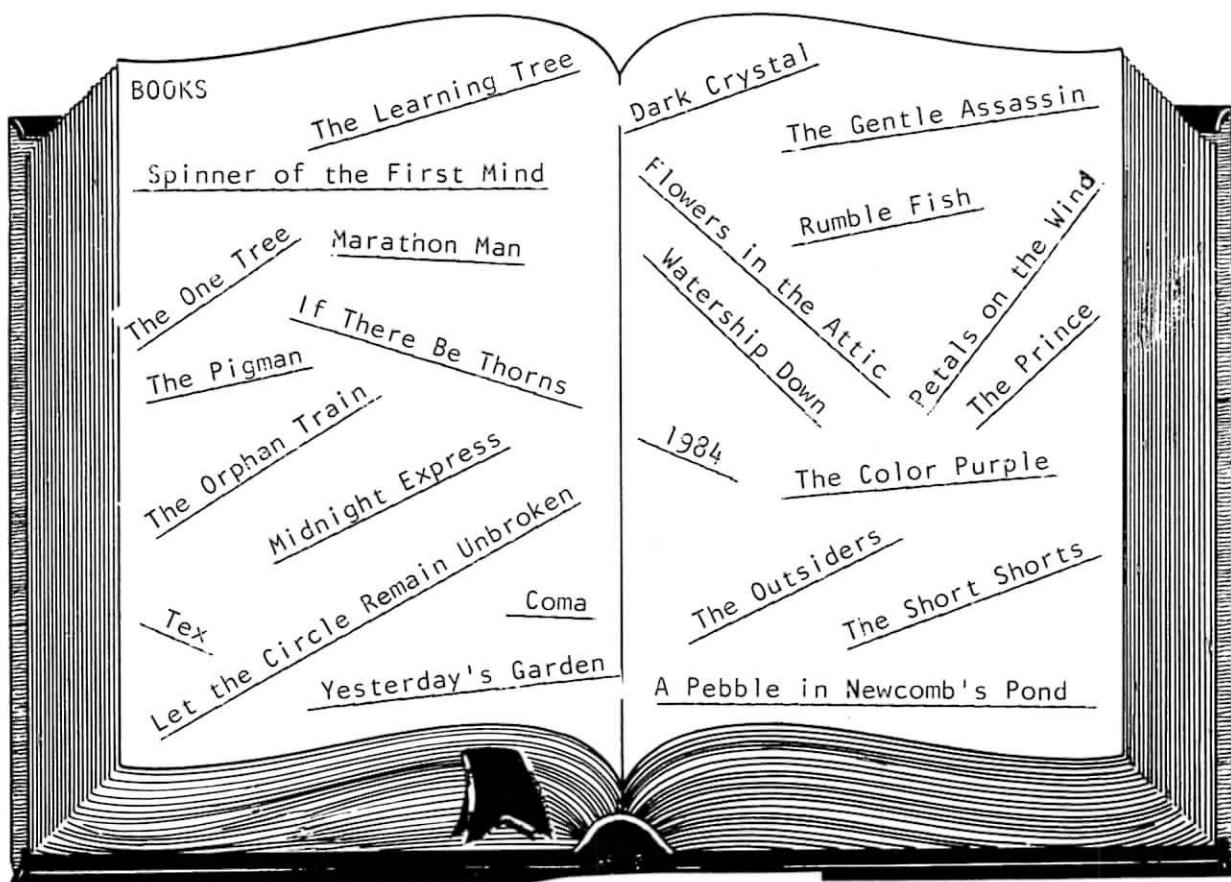 BOOKS
The Learning Tree
Spinner of the First Mind
Marathon Man
The One Tree
If There Be Thorns
The Pigman
The Orphan Train
Midnight Express
Let the Circle Remain Unbroken
Tex
Coma
Yesterday's Garden
Dark Crystal
The Gentle Assassin
Flowers in the Attic
Rumble Fish
Petals on the Wind
Watership Down
The Prince
1984
The Color Purple
The Outsiders
The Short Shorts
A Pebble in Newcomb's Pond